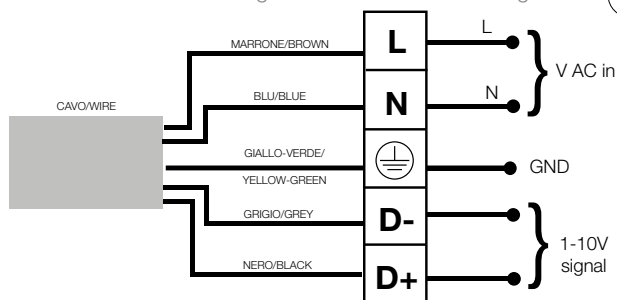 MARRONE/BROWN
L
L
V AC in
BLU/BLUE
N
N
CAVO/WIRE
GIALLO-VERDE/
YELLOW-GREEN
GND
GRIGIO/GREY
D-
1-10V
signal
NERO/BLACK
D+